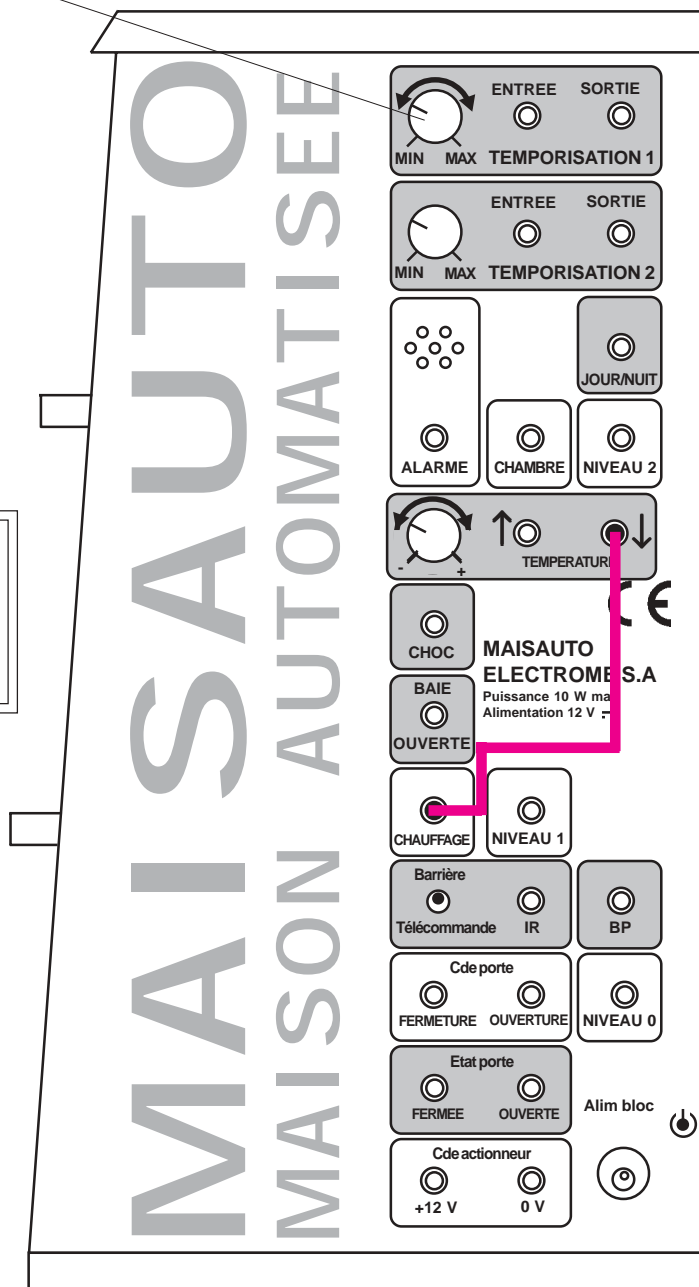 MAISAUTO
MAISON AUTOMATISEE
ENTREE SORTIE
MIN MAX TEMPORISATION 1
ENTREE SORTIE
MIN MAX TEMPORISATION 2
JOUR/NUIT
ALARME CHAMBRE NIVEAU 2
↑ ↓
TEMPERATUR
- +
CE
CHOC
MAISAUTO
ELECTROME S.A
Puissance 10 W ma
Alimentation 12 V
BAIE
OUVERTE
CHAUFFAGE NIVEAU 1
Barrière
Télécommande IR BP
Cde porte
FERMETURE OUVERTURE NIVEAU 0
Etat porte
FERMEE OUVERTE
Alim bloc
Cde actionneur
+12 V 0 V